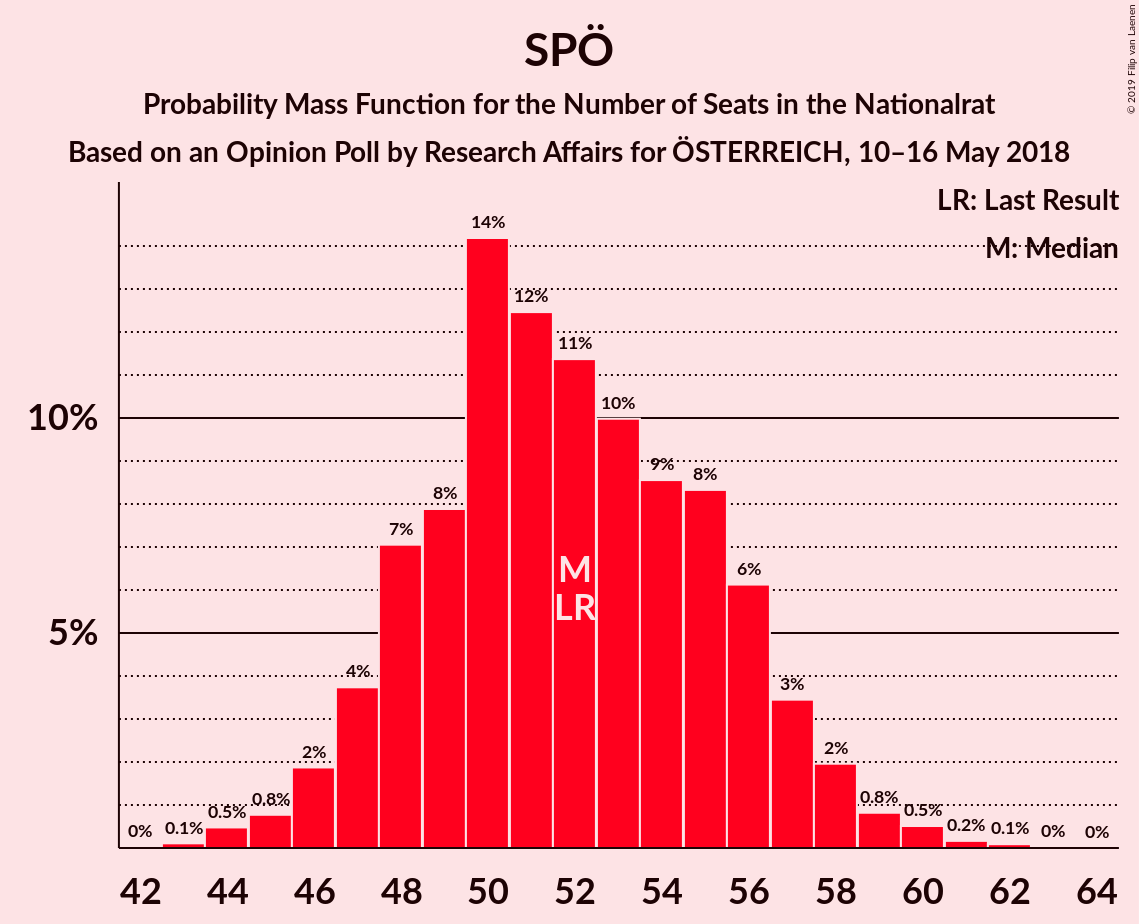 SPÖ
Probability Mass Function for the Number of Seats in the Nationalrat
Based on an Opinion Poll by Research Affairs for ÖSTERREICH, 10–16 May 2018
© 2019 Filip van Laenen
LR: Last Result
M: Median
10%
5%
0% 0.1% 0.5% 0.8% 2% 4% 7% 8% 14% 12% 11% 10% 9% 8% 6% 3% 2% 0.8% 0.5% 0.2% 0.1% 0% 0%
M
LR
42 44 46 48 50 52 54 56 58 60 62 64